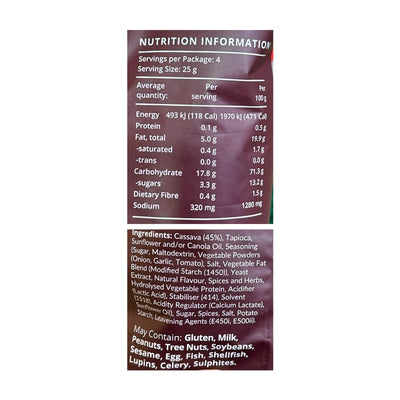 NUTRITION INFORMATION
Servings per Package: 4
Serving Size: 25 g
Average Per Per
quantity: serving 100g
Energy 493 kJ (118 Cal) 1970 kJ (471 Cal)
Protein 0.1 g 0.5 g
Fat, total 5.0 g 19.9 g
-saturated 0.4 g 1.7 g
-trans 0.0 g 0.0 g
Carbohydrate 17.8 g 71.3 g
-sugars 3.3 g 13.2 g
Dietary Fibre 0.4 g 1.5 g
Sodium 320 mg 1280 mg
Ingredients: Cassava (45%), Tapioca,
Sunflower and/or Canola Oil, Seasoning
(Sugar, Maltodextrin, Vegetable Powders
(Onion, Garlic, Tomato), Salt, Vegetable Fat
Blend (Modified Starch (1450)), Yeast
Extract, Natural Flavour, Spices and Herbs,
Hydrolysed Vegetable Protein, Acidifier
(Lactic Acid), Stabiliser (414), Solvent
(1518), Acidity Regulator (Calcium Lactate),
Sunflower Oil), Sugar, Spices, Salt, Potato
Starch, Leavening Agents (E450i, E500ii).
May Contain: Gluten, Milk,
Peanuts, Tree Nuts, Soybeans,
Sesame, Egg, Fish, Shellfish,
Lupins, Celery, Sulphites.